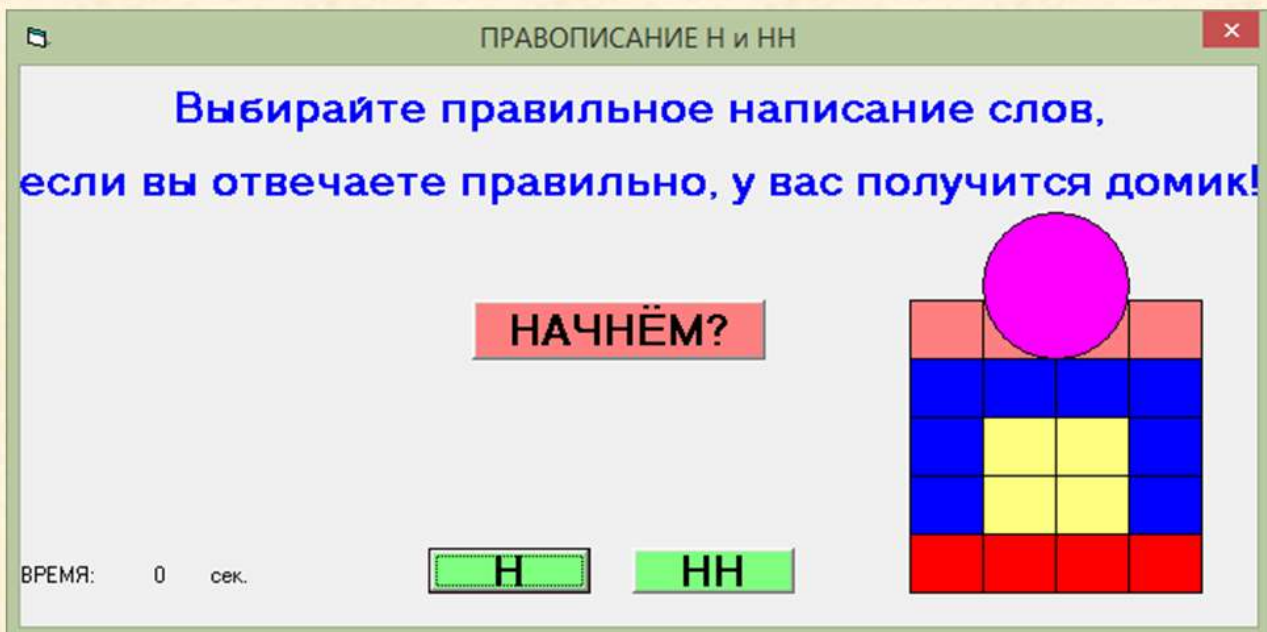 ПРАВОПИСАНИЕ Н и НН
Выбирайте правильное написание слов,
если вы отвечаете правильно, у вас получится домик!
НАЧНЁМ?
ВРЕМЯ: 0 сек.
Н НН